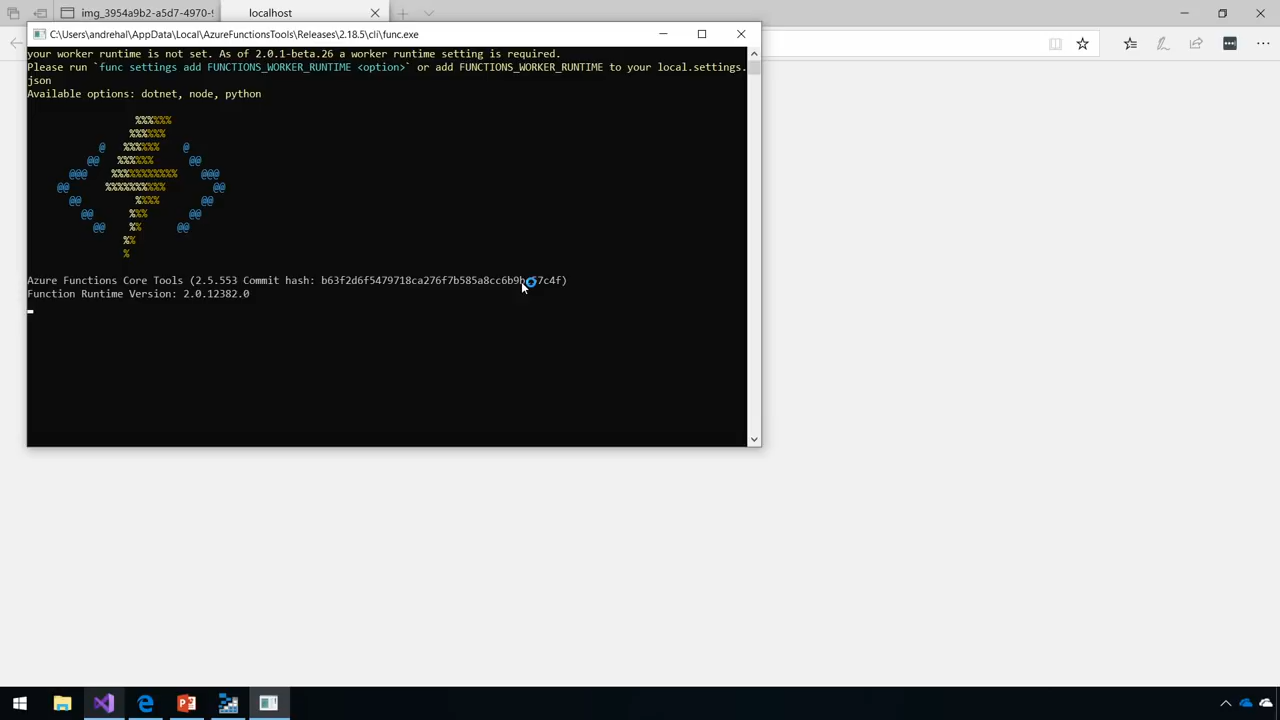 img_3954a9b2-a5d7-4970-9
localhost
C:\Users\andrehal\AppData\Local\AzureFunctionsTools\Releases\2.18.5\cli\func.exe
your worker runtime is not set. As of 2.0.1-beta.26 a worker runtime setting is required.
Please run `func settings add FUNCTIONS_WORKER_RUNTIME <option>` or add FUNCTIONS_WORKER_RUNTIME to your local.settings.
json
Available options: dotnet, node, python
%%%%%%
%%%%%%
@ %%%%%% @
@@ %%%%%% @@
@@@ %%%%%%%%%%% @@@
@@ %%%%%%%%%% @@
@@ %%%% @@
@@ %%% @@
@@ %% @@
%%
%
Azure Functions Core Tools (2.5.553 Commit hash:
Function Runtime Version: 2.0.12382.0